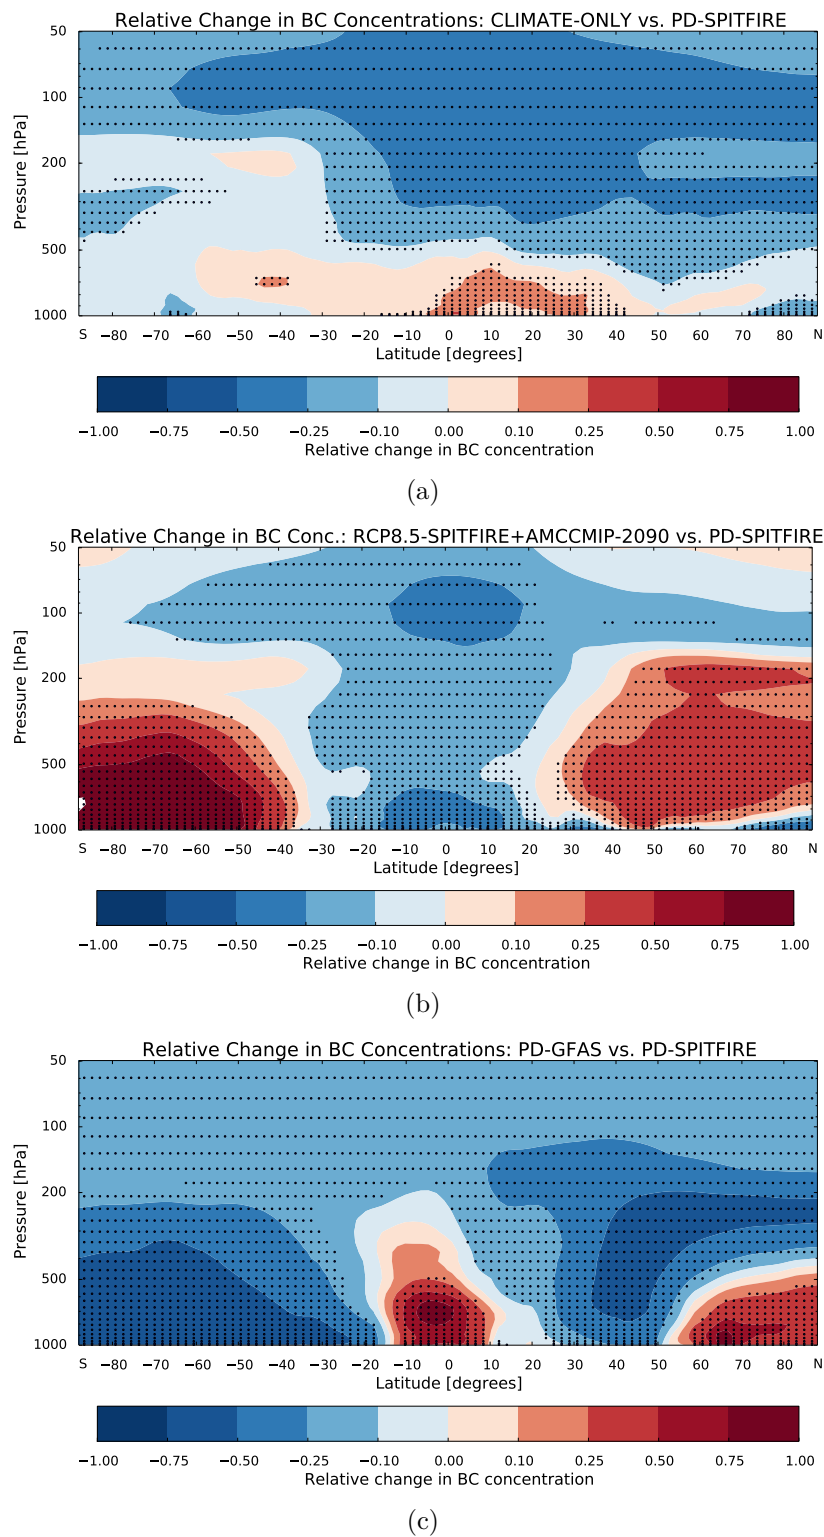 Relative Change in BC Concentrations: CLIMATE-ONLY vs. PD-SPITFIRE
50
100
200
500
1000
Pressure [hPa]
S −80 −70 −60 −50 −40 −30 −20 −10 0 10 20 30 40 50 60 70 80 N
Latitude [degrees]
−1.00 −0.75 −0.50 −0.25 −0.10 0.00 0.10 0.25 0.50 0.75 1.00
Relative change in BC concentration
(a)
Relative Change in BC Conc.: RCP8.5-SPITFIRE+AMCCMIP-2090 vs. PD-SPITFIRE
50
100
200
500
1000
Pressure [hPa]
S −80 −70 −60 −50 −40 −30 −20 −10 0 10 20 30 40 50 60 70 80 N
Latitude [degrees]
−1.00 −0.75 −0.50 −0.25 −0.10 0.00 0.10 0.25 0.50 0.75 1.00
Relative change in BC concentration
(b)
Relative Change in BC Concentrations: PD-GFAS vs. PD-SPITFIRE
50
100
200
500
1000
Pressure [hPa]
S −80 −70 −60 −50 −40 −30 −20 −10 0 10 20 30 40 50 60 70 80 N
Latitude [degrees]
−1.00 −0.75 −0.50 −0.25 −0.10 0.00 0.10 0.25 0.50 0.75 1.00
Relative change in BC concentration
(c)